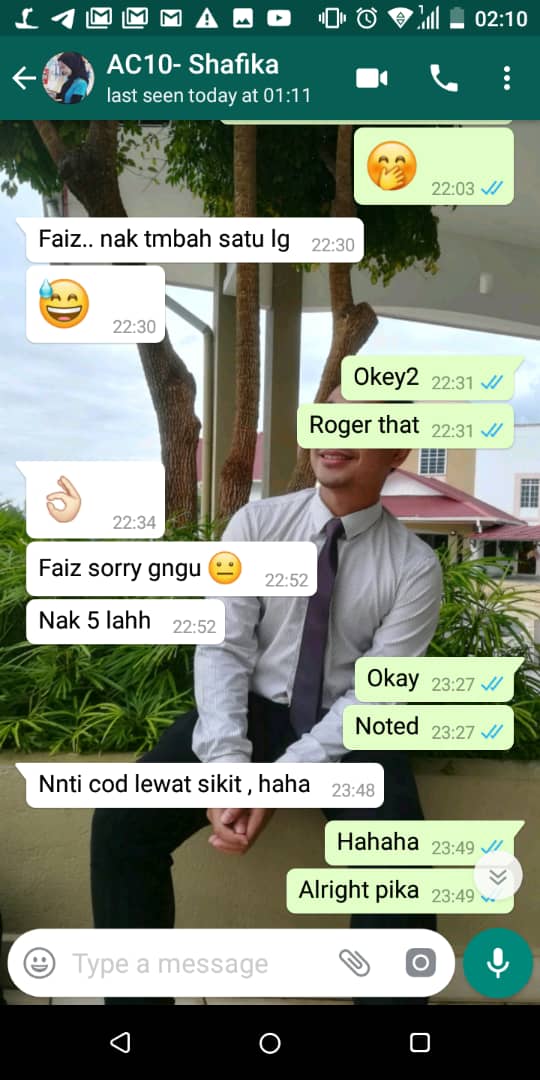 02:10
AC10- Shafika
last seen today at 01:11
22:03
Faiz.. nak tmbah satu lg 22:30
22:30
Okey2 22:31
Roger that 22:31
22:34
Faiz sorry gngu 22:52
Nak 5 lahh 22:52
Okay 23:27
Noted 23:27
Nnti cod lewat sikit , haha 23:48
Hahaha 23:49
Alright pika 23:49
Type a message